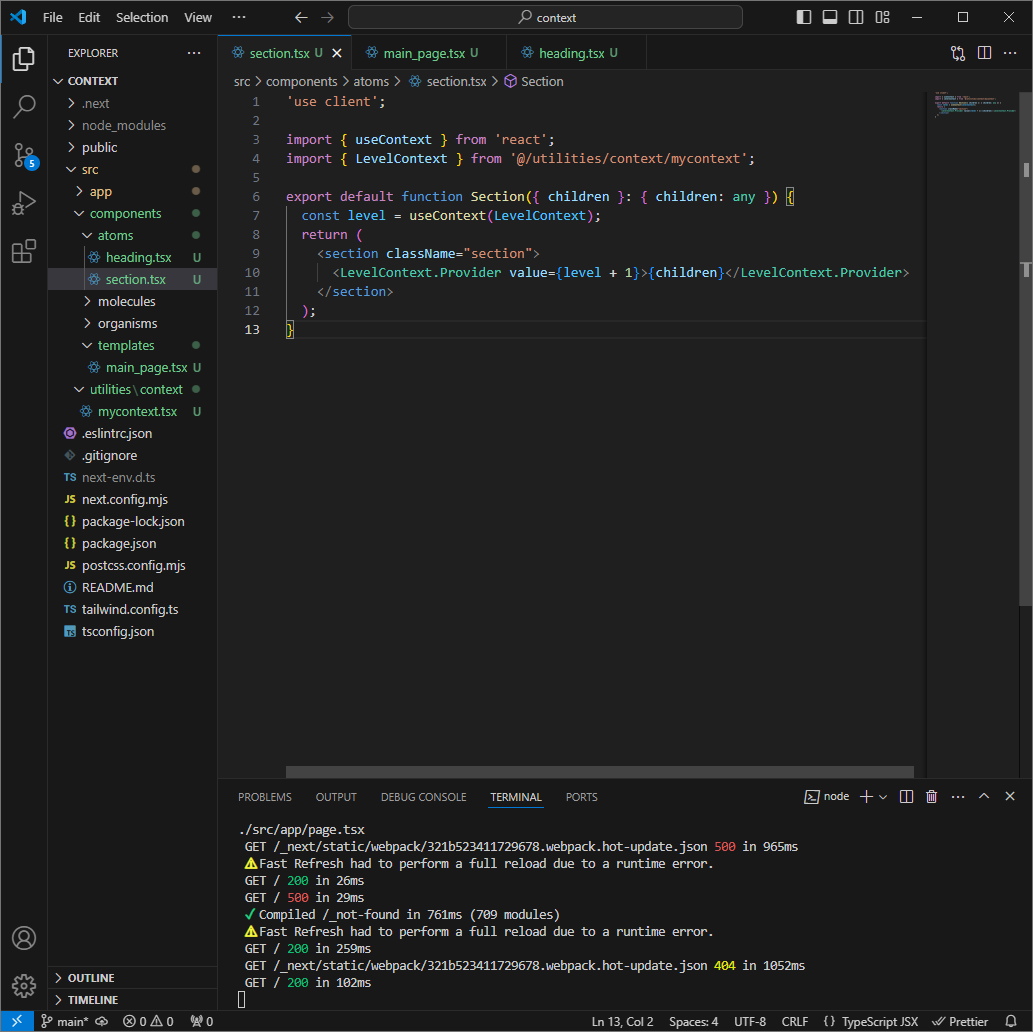 File Edit Selection View ··· context
EXPLORER ···
CONTEXT
.next
node_modules
public
src
app
components
atoms
heading.tsx U
section.tsx U
molecules
organisms
templates
main_page.tsx U
utilities\context
mycontext.tsx U
.eslintrc.json
.gitignore
TS next-env.d.ts
JS next.config.mjs
{} package-lock.json
{} package.json
JS postcss.config.mjs
README.md
TS tailwind.config.ts
TS tsconfig.json
OUTLINE
TIMELINE
5
section.tsx U main_page.tsx U heading.tsx U
src > components > atoms > section.tsx > Section
1 'use client';
2
3 import { useContext } from 'react';
4 import { LevelContext } from '@/utilities/context/mycontext';
5
6 export default function Section({ children }: { children: any }) {
7 const level = useContext(LevelContext);
8 return (
9 <section className="section">
10 <LevelContext.Provider value={level + 1}>{children}</LevelContext.Provider>
11 </section>
12 );
13 }
PROBLEMS OUTPUT DEBUG CONSOLE TERMINAL PORTS node
./src/app/page.tsx
GET /_next/static/webpack/321b523411729678.webpack.hot-update.json 500 in 965ms
⚠Fast Refresh had to perform a full reload due to a runtime error.
GET / 200 in 26ms
GET / 500 in 29ms
✓Compiled /_not-found in 761ms (709 modules)
⚠Fast Refresh had to perform a full reload due to a runtime error.
GET / 200 in 259ms
GET /_next/static/webpack/321b523411729678.webpack.hot-update.json 404 in 1052ms
GET / 200 in 102ms
main* 0 0 0 Ln 13, Col 2 Spaces: 4 UTF-8 CRLF {} TypeScript JSX Prettier